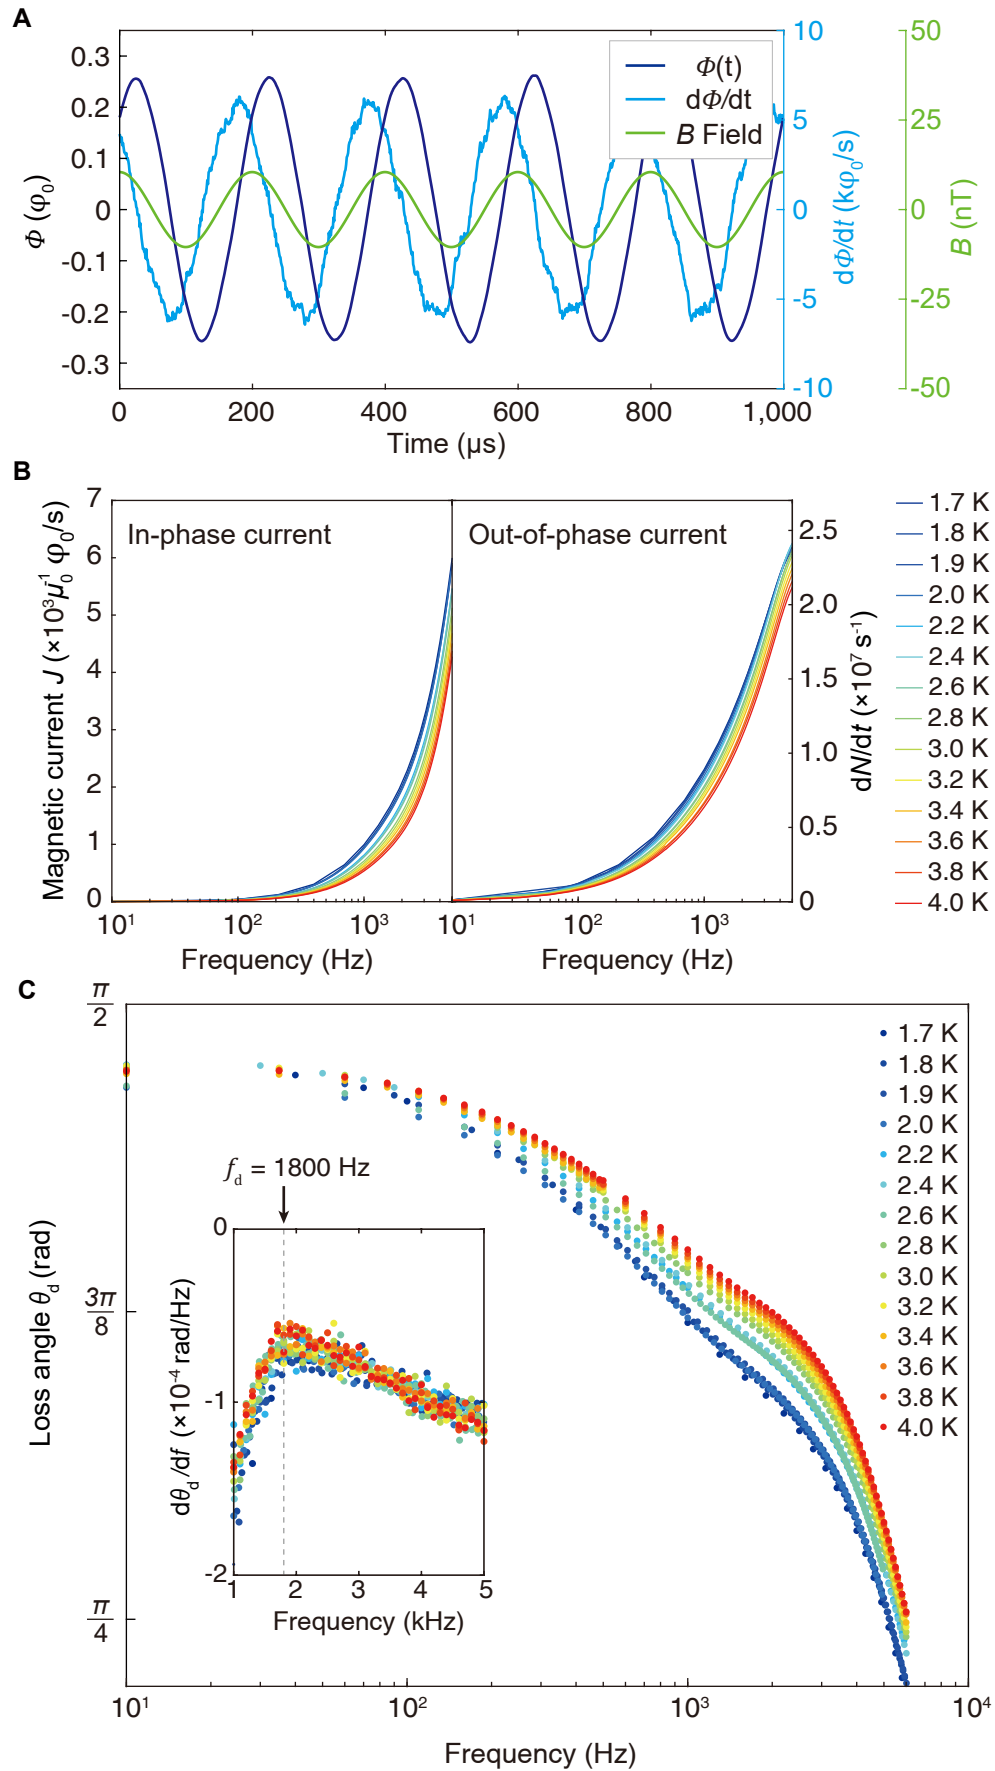 A
0.3
0.2
0.1
0
-0.1
-0.2
-0.3
Φ (φ0)
Φ(t)
dΦ/dt
B Field
10
5
0
-5
-10
dΦ/dt (kφ0/s)
50
25
0
-25
-50
B (nT)
0 200 400 600 800 1,000
Time (µs)
B
7
6
5
4
3
2
1
0
Magnetic current J (×10³µ0⁻¹ φ0/s)
In-phase current
Out-of-phase current
2.5
2.0
1.5
1.0
0.5
0
dN/dt (×10⁷ s⁻¹)
10¹ 10² 10³ 10¹ 10² 10³
Frequency (Hz) Frequency (Hz)
1.7 K
1.8 K
1.9 K
2.0 K
2.2 K
2.4 K
2.6 K
2.8 K
3.0 K
3.2 K
3.4 K
3.6 K
3.8 K
4.0 K
C
π/2
3π/8
π/4
Loss angle θd (rad)
1.7 K
1.8 K
1.9 K
2.0 K
2.2 K
2.4 K
2.6 K
2.8 K
3.0 K
3.2 K
3.4 K
3.6 K
3.8 K
4.0 K
fd = 1800 Hz
0
-1
-2
dθd/df (×10⁻⁴ rad/Hz)
1 2 3 4 5
Frequency (kHz)
10¹ 10² 10³ 10⁴
Frequency (Hz)